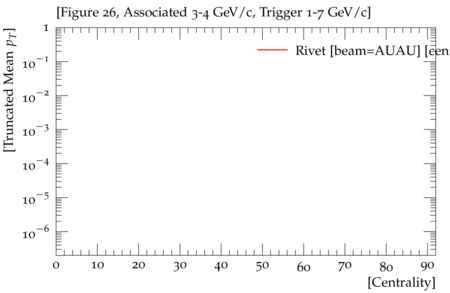 [Figure 26, Associated 3-4 GeV/c, Trigger 1-7 GeV/c]
[Truncated Mean p_T]
Rivet [beam=AUAU] [cen
1
10^−1
10^−2
10^−3
10^−4
10^−5
10^−6
0 10 20 30 40 50 60 70 80 90
[Centrality]